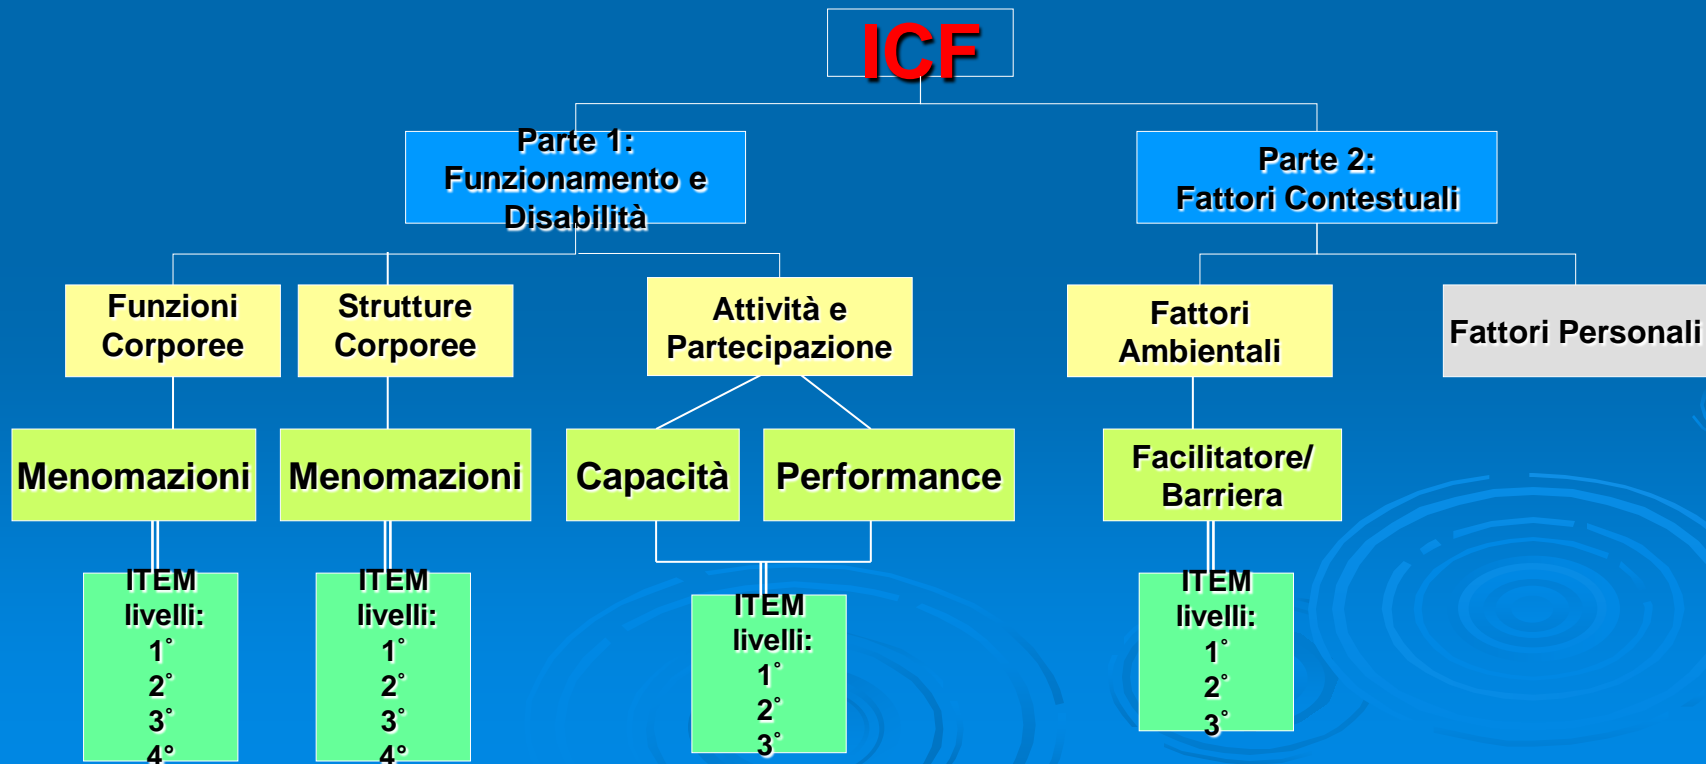 ICF
Parte 1:
Funzionamento e
Disabilità
Parte 2:
Fattori Contestuali
Funzioni
Corporee
Strutture
Corporee
Attività e
Partecipazione
Fattori
Ambientali
Fattori Personali
Menomazioni
Menomazioni
Capacità
Performance
Facilitatore/
Barriera
ITEM
livelli:
1°
2°
3°
4°
ITEM
livelli:
1°
2°
3°
4°
ITEM
livelli:
1°
2°
3°
ITEM
livelli:
1°
2°
3°